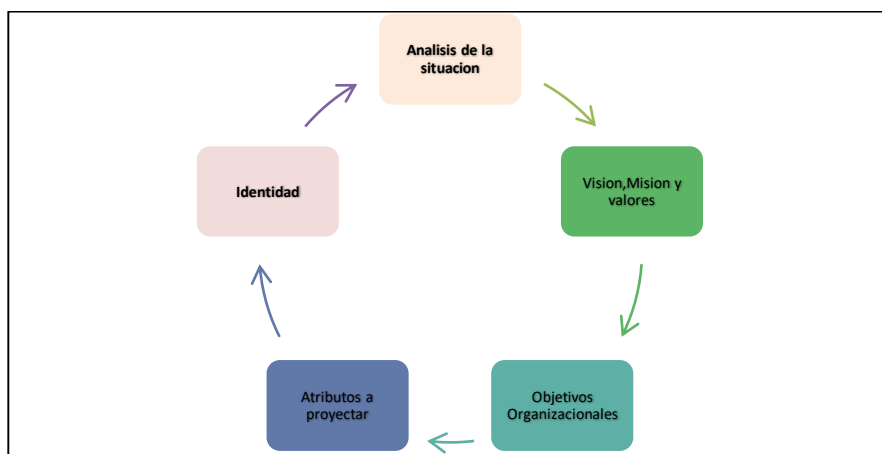 Analisis de la
situacion
Vision,Mision y
valores
Objetivos
Organizacionales
Atributos a
proyectar
Identidad